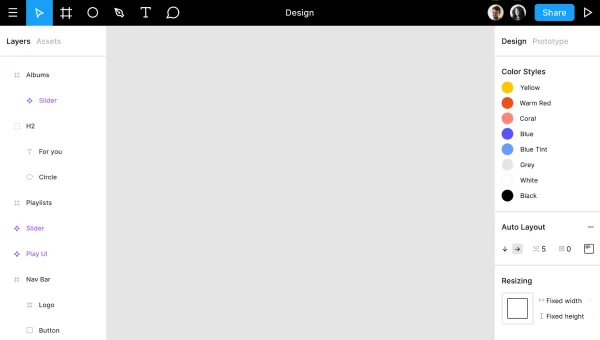 Design
Share
Layers Assets
Albums
Slider
H2
For you
Circle
Playlists
Slider
Play UI
Nav Bar
Logo
Button
Design Prototype
Color Styles
Yellow
Warm Red
Coral
Blue
Blue Tint
Grey
White
Black
Auto Layout
5 0
Resizing
Fixed width
Fixed height